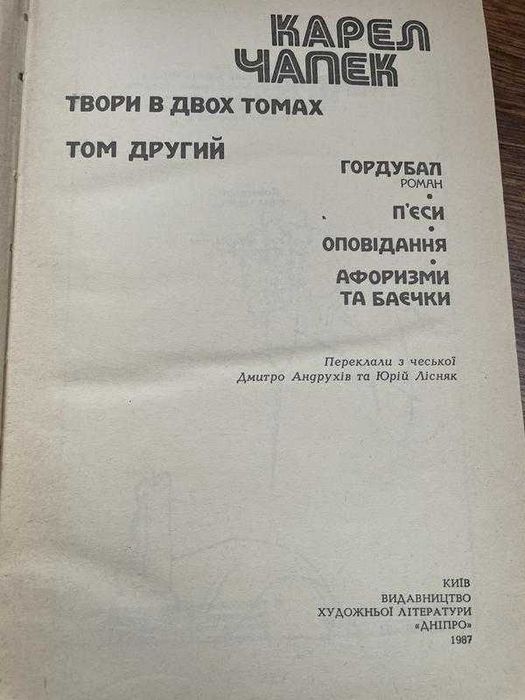 КАРЕЛ
ЧАПЕК
ТВОРИ В ДВОХ ТОМАХ
ТОМ ДРУГИЙ
ГОРДУБАЛ
РОМАН
•
П'ЄСИ
•
ОПОВІДАННЯ
•
АФОРИЗМИ
ТА БАЄЧКИ
Переклали з чеської
Дмитро Андрухів та Юрій Лісняк
КИЇВ
ВИДАВНИЦТВО
ХУДОЖНЬОЇ ЛІТЕРАТУРИ
«ДНІПРО»
1987